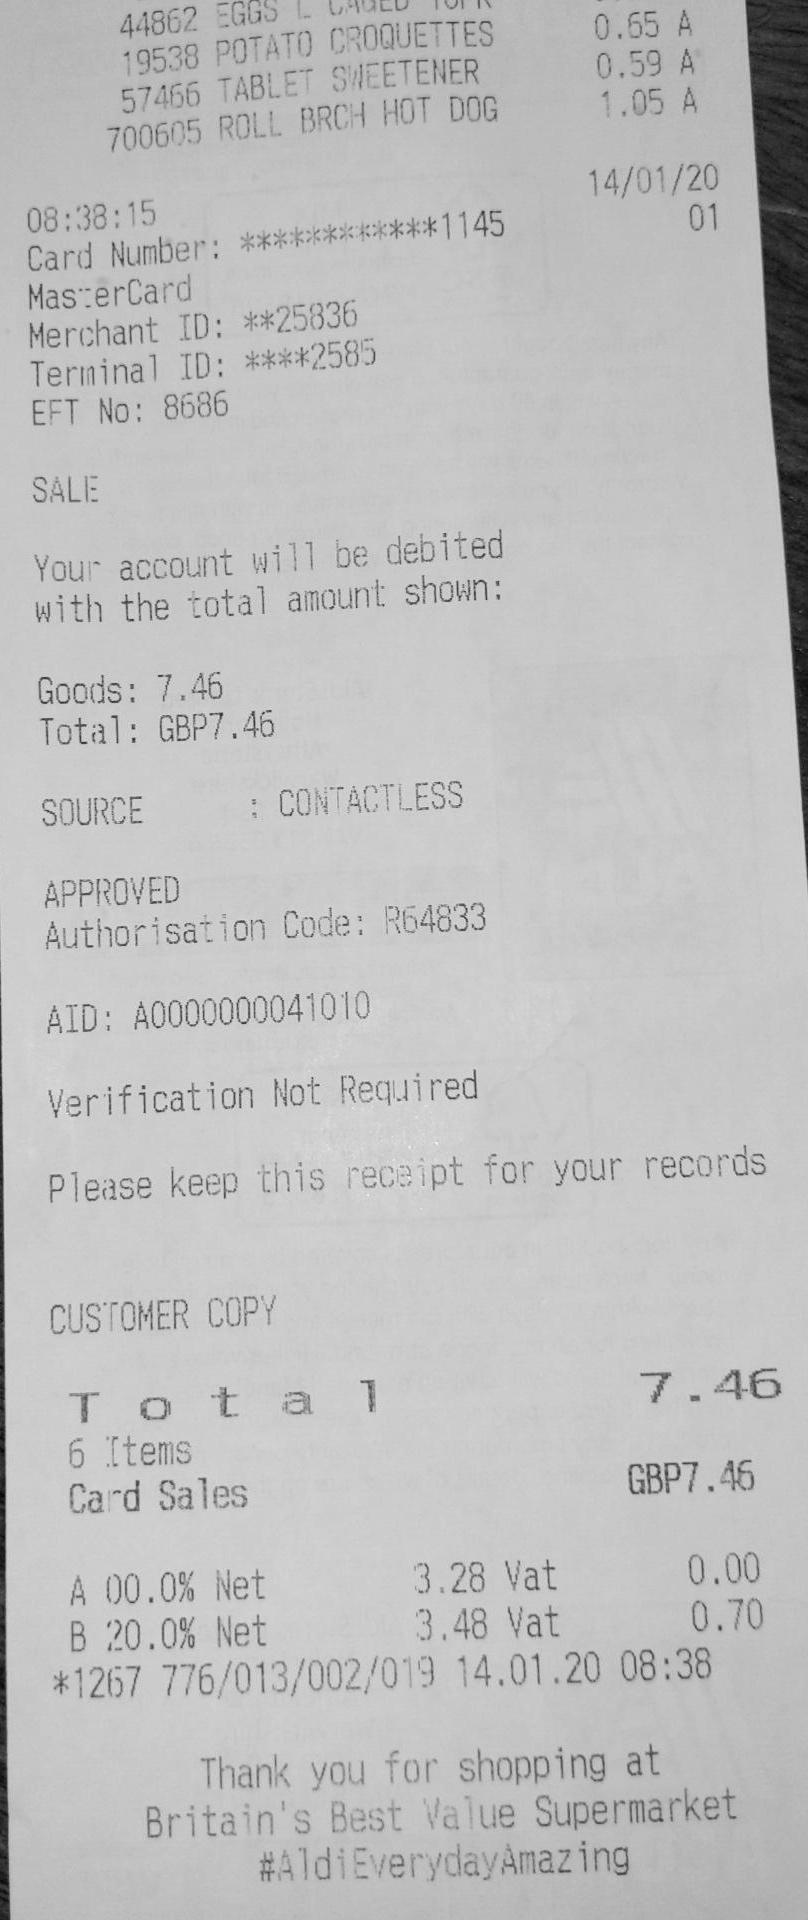 44862 EGGS L CAGED
19538 POTATO CROQUETTES 0.65 A
57466 TABLET SWEETENER 0.59 A
700605 ROLL BRCH HOT DOG 1.05 A
14/01/20
08:38:15 01
Card Number: ************1145
MasterCard
Merchant ID: **25836
Terminal ID: ****2585
EFT No: 8686
SALE
Your account will be debited
with the total amount shown:
Goods: 7.46
Total: GBP7.46
SOURCE : CONTACTLESS
APPROVED
Authorisation Code: R64833
AID: A0000000041010
Verification Not Required
Please keep this receipt for your records
CUSTOMER COPY
Total 7.46
6 Items
Card Sales GBP7.46
A 00.0% Net 3.28 Vat 0.00
B 20.0% Net 3.48 Vat 0.70
*1267 776/013/002/019 14.01.20 08:38
Thank you for shopping at
Britain's Best Value Supermarket
#AldiEverydayAmazing